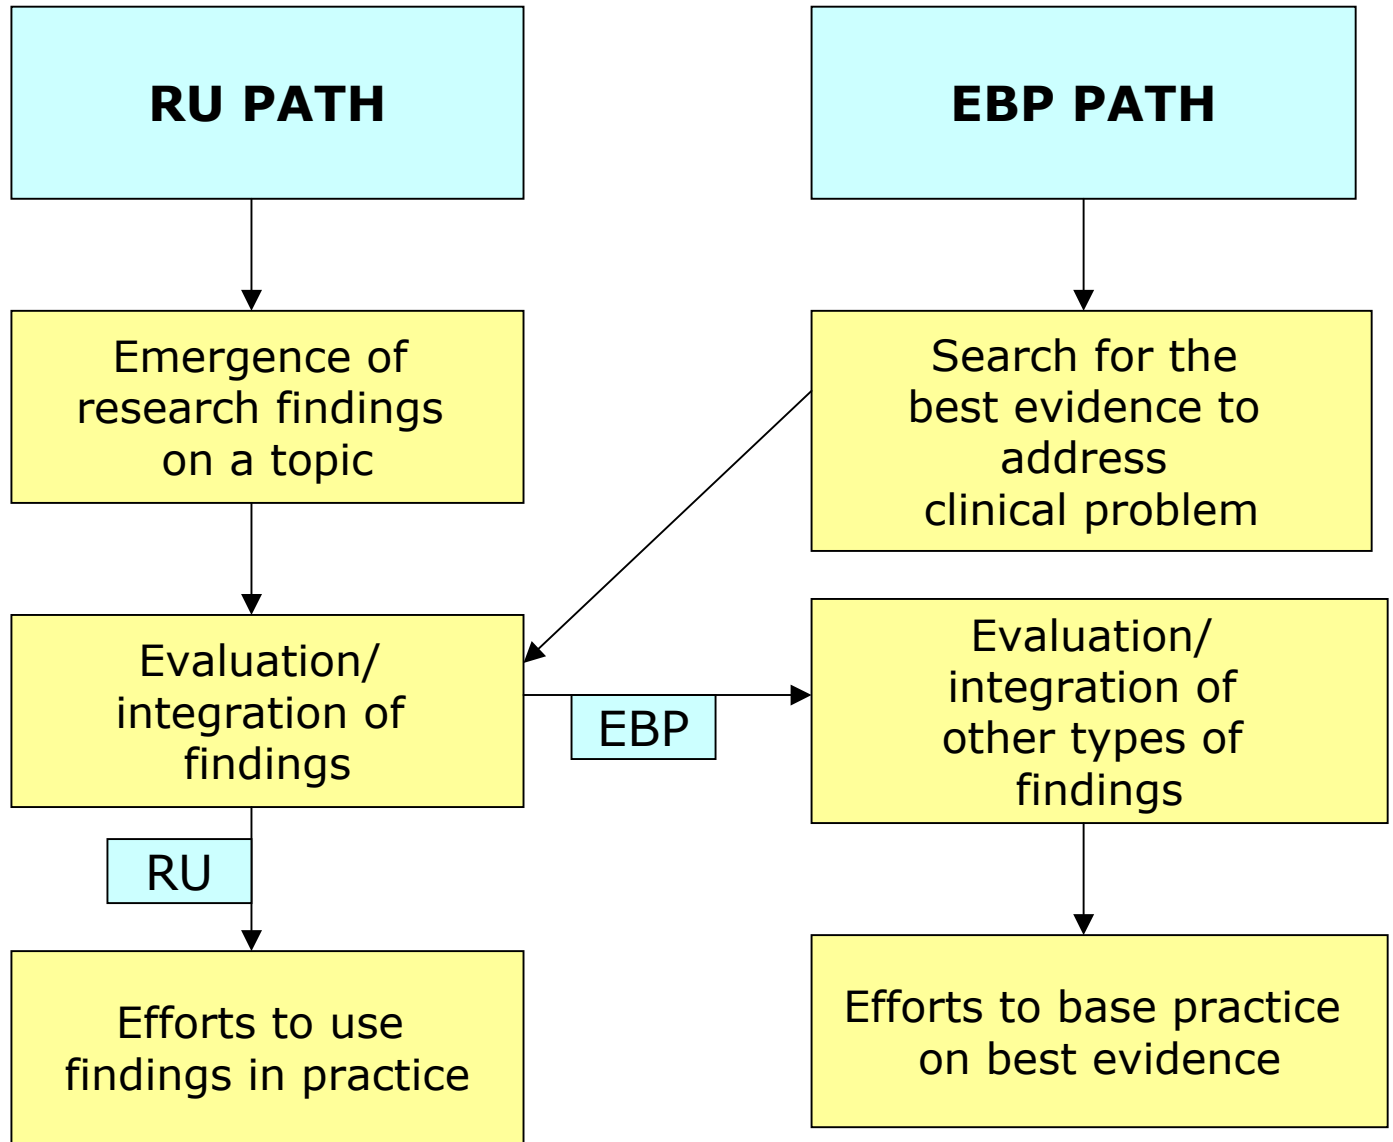 RU PATH
EBP PATH
Emergence of
research findings
on a topic
Search for the
best evidence to
address
clinical problem
Evaluation/
integration of
findings
EBP
Evaluation/
integration of
other types of
findings
RU
Efforts to use
findings in practice
Efforts to base practice
on best evidence